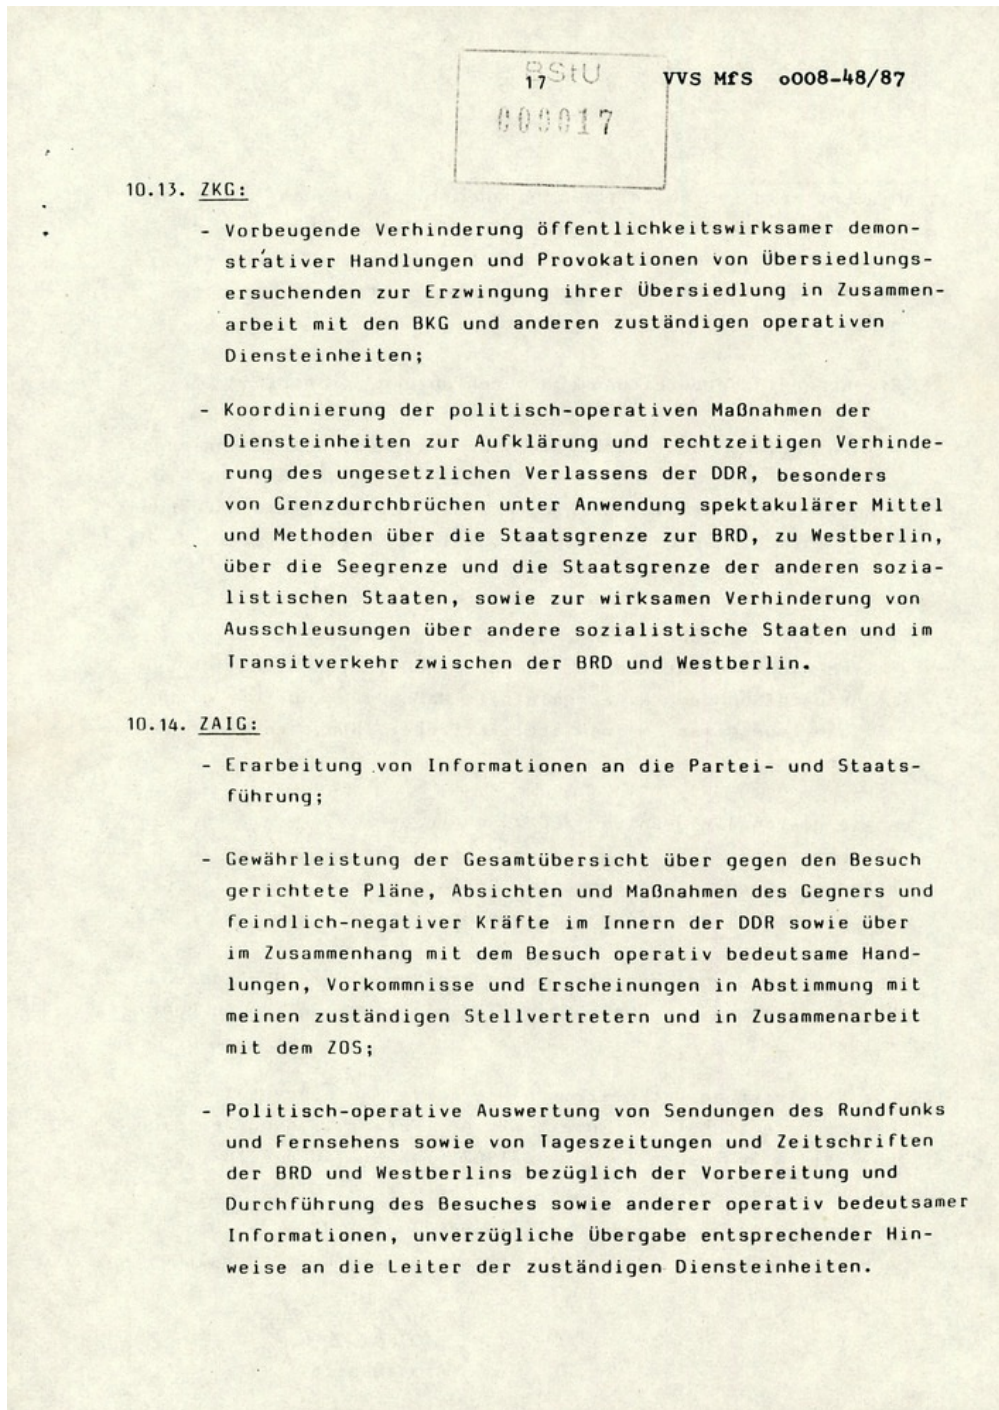 BStU
17 VVS MfS o008-48/87
000017
10.13. ZKG:
- Vorbeugende Verhinderung öffentlichkeitswirksamer demon-
strativer Handlungen und Provokationen von Übersiedlungs-
ersuchenden zur Erzwingung ihrer Übersiedlung in Zusammen-
arbeit mit den BKG und anderen zuständigen operativen
Diensteinheiten;
- Koordinierung der politisch-operativen Maßnahmen der
Diensteinheiten zur Aufklärung und rechtzeitigen Verhinde-
rung des ungesetzlichen Verlassens der DDR, besonders
von Grenzdurchbrüchen unter Anwendung spektakulärer Mittel
und Methoden über die Staatsgrenze zur BRD, zu Westberlin,
über die Seegrenze und die Staatsgrenze der anderen sozia-
listischen Staaten, sowie zur wirksamen Verhinderung von
Ausschleusungen über andere sozialistische Staaten und im
Transitverkehr zwischen der BRD und Westberlin.
10.14. ZAIG:
- Erarbeitung von Informationen an die Partei- und Staats-
führung;
- Gewährleistung der Gesamtübersicht über gegen den Besuch
gerichtete Pläne, Absichten und Maßnahmen des Gegners und
feindlich-negativer Kräfte im Innern der DDR sowie über
im Zusammenhang mit dem Besuch operativ bedeutsame Hand-
lungen, Vorkommnisse und Erscheinungen in Abstimmung mit
meinen zuständigen Stellvertretern und in Zusammenarbeit
mit dem ZOS;
- Politisch-operative Auswertung von Sendungen des Rundfunks
und Fernsehens sowie von Tageszeitungen und Zeitschriften
der BRD und Westberlins bezüglich der Vorbereitung und
Durchführung des Besuches sowie anderer operativ bedeutsamer
Informationen, unverzügliche Übergabe entsprechender Hin-
weise an die Leiter der zuständigen Diensteinheiten.